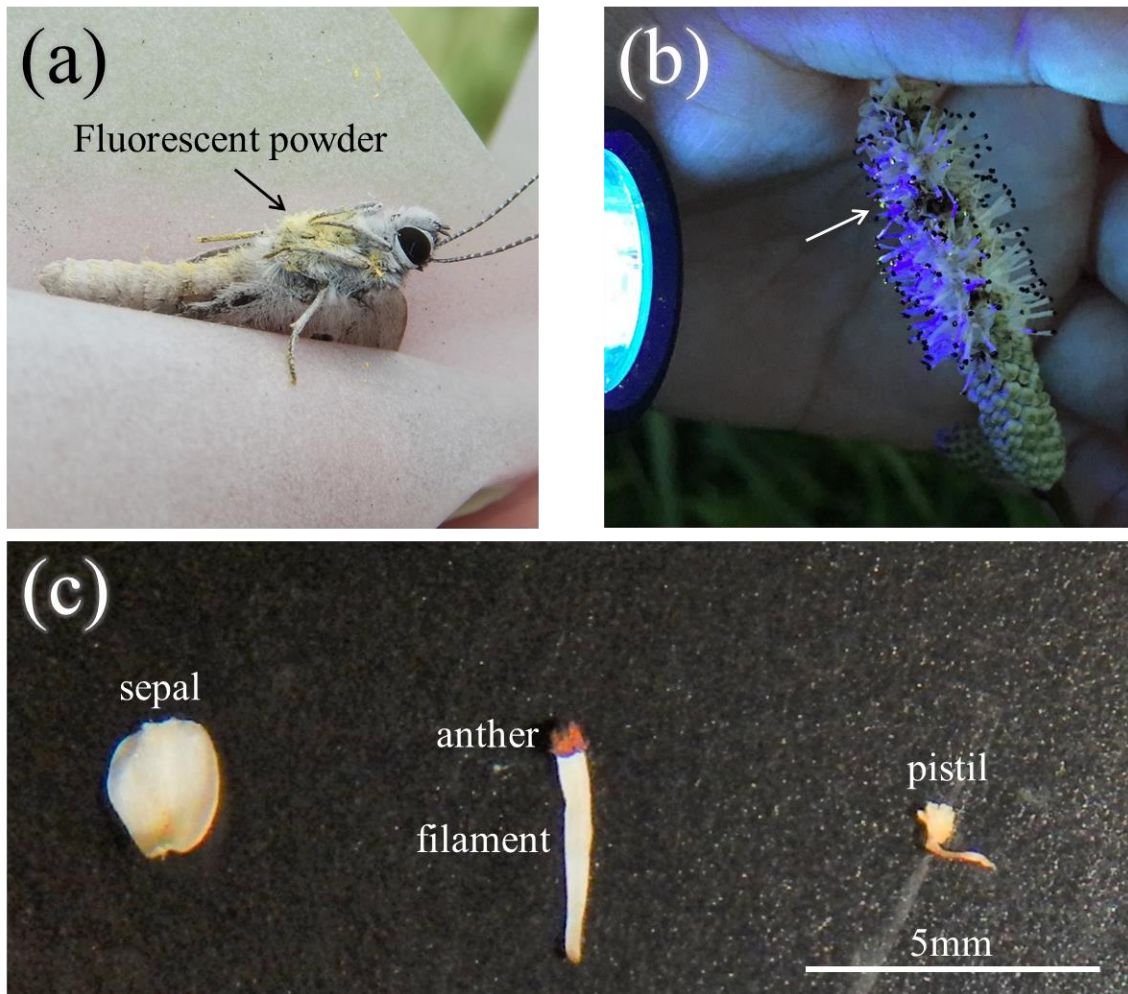 (a)
Fluorescent powder
(b)
(c)
sepal
anther
filament
pistil
5mm